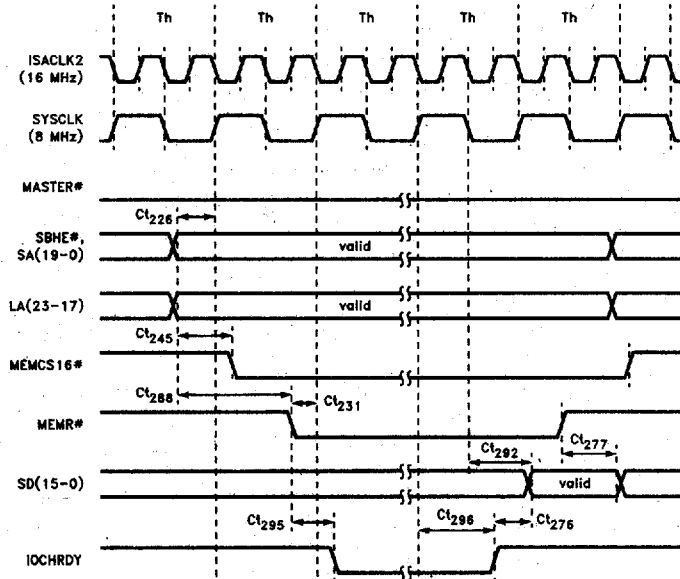 Th Th Th Th Th
ISACLK2
(16 MHz)
SYSCLK
(8 MHz)
MASTER#
Ct226
SBHE#,
SA(19-0)
valid
LA(23-17)
valid
Ct245
MEMCS16#
Ct288
Ct231
MEMR#
Ct292
Ct277
SD(15-0)
valid
Ct295
Ct296
Ct276
IOCHRDY